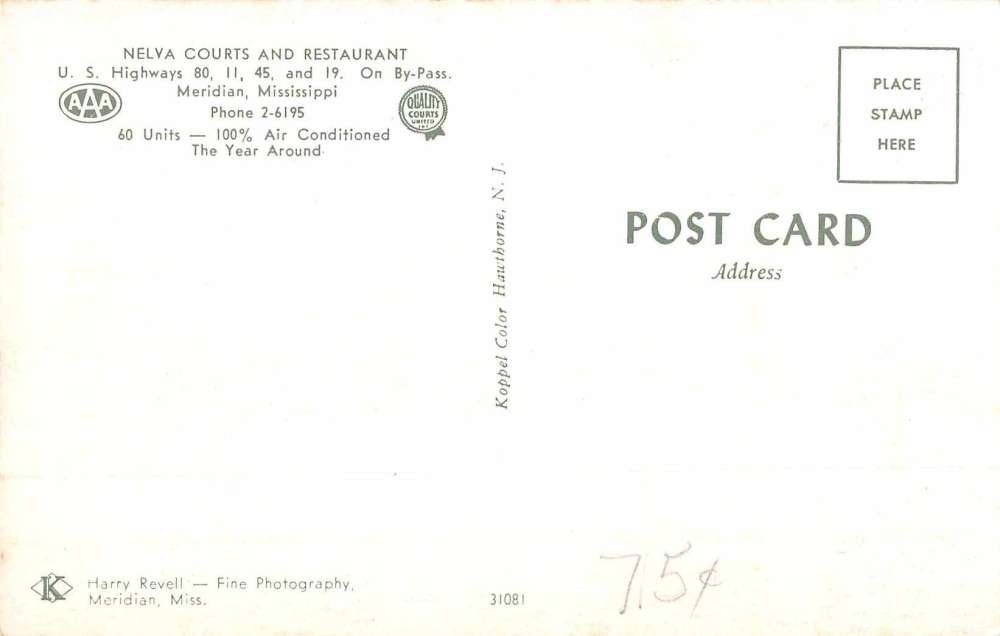 NELVA COURTS AND RESTAURANT
U. S. Highways 80, 11, 45, and 19. On By-Pass.
Meridian, Mississippi
Phone 2-6195
60 Units — 100% Air Conditioned
The Year Around
AAA
QUALITY
COURTS
UNITED
INC
Koppel Color Hawthorne, N. J.
PLACE
STAMP
HERE
POST CARD
Address
K
Harry Revell — Fine Photography,
Meridian, Miss.
31081
75¢